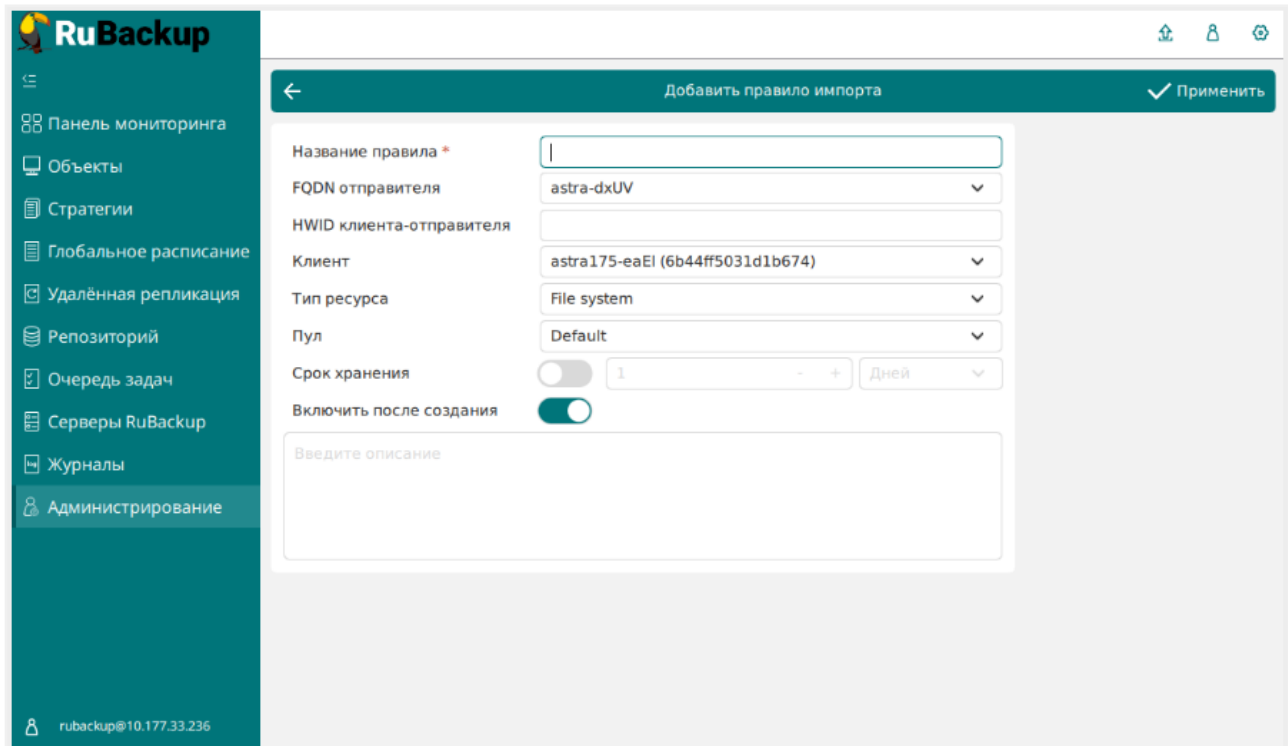 RuBackup
Панель мониторинга
Объекты
Стратегии
Глобальное расписание
Удалённая репликация
Репозиторий
Очередь задач
Серверы RuBackup
Журналы
Администрирование
rubackup@10.177.33.236
Добавить правило импорта
Применить
Название правила *
FQDN отправителя astra-dxUV
HWID клиента-отправителя
Клиент astra175-eaEl (6b44ff5031d1b674)
Тип ресурса File system
Пул Default
Срок хранения 1 - + Дней
Включить после создания
Введите описание